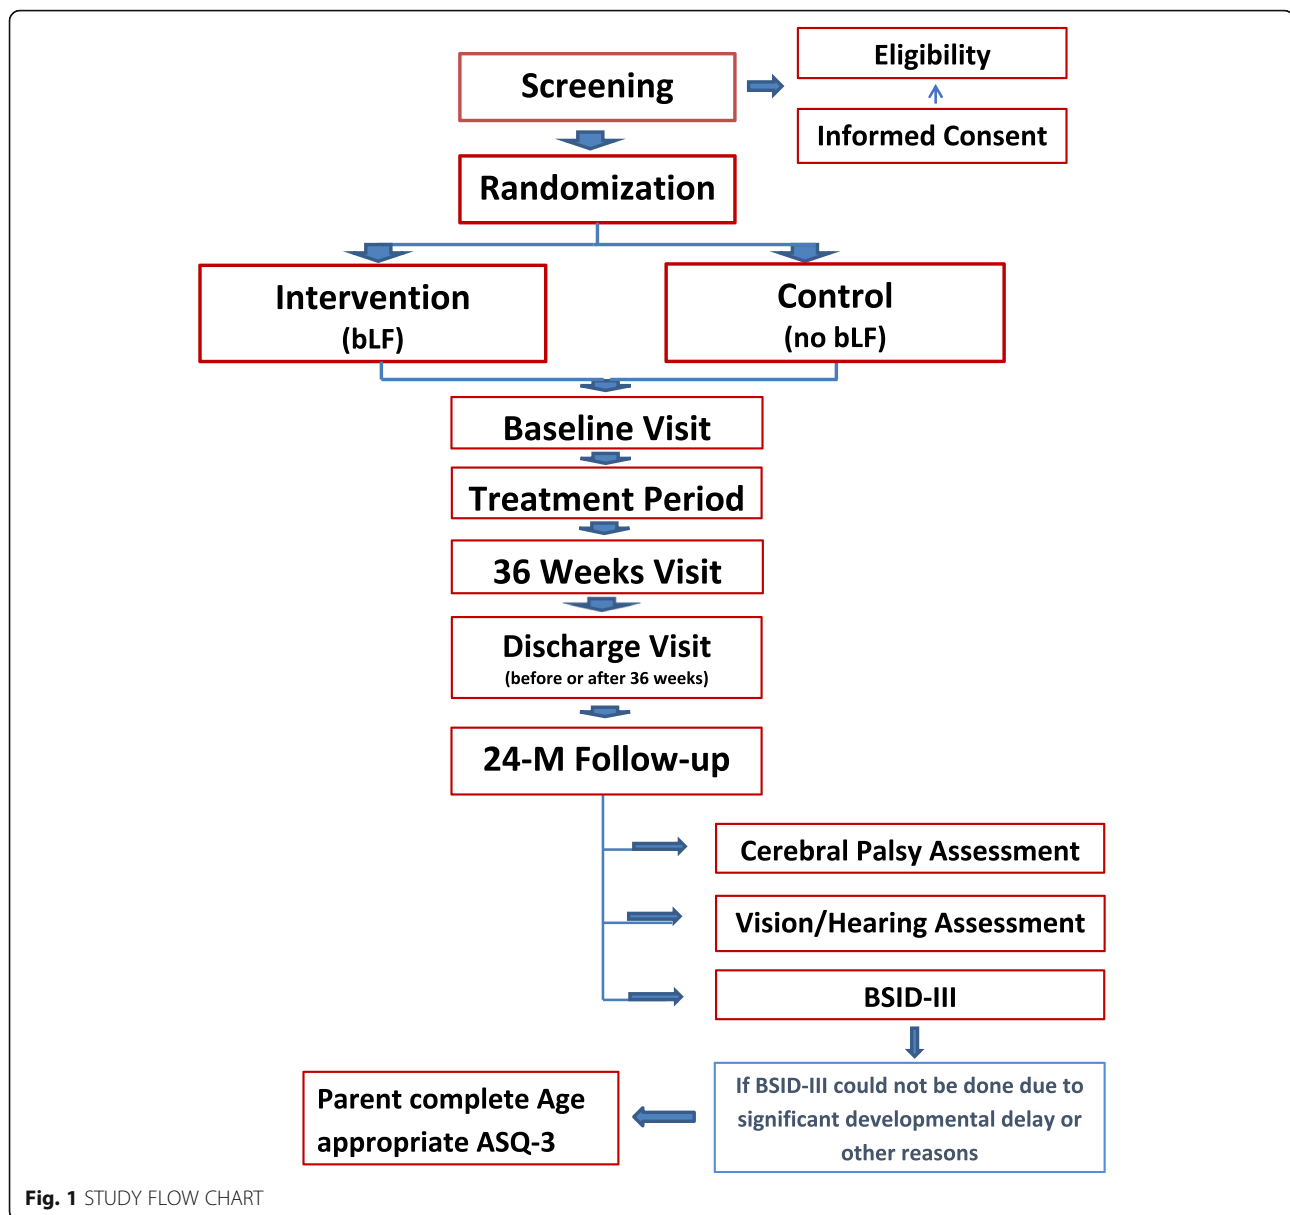 Screening
Eligibility
Informed Consent
Randomization
Intervention
(bLF)
Control
(no bLF)
Baseline Visit
Treatment Period
36 Weeks Visit
Discharge Visit
(before or after 36 weeks)
24-M Follow-up
Cerebral Palsy Assessment
Vision/Hearing Assessment
BSID-III
If BSID-III could not be done due to
significant developmental delay or
other reasons
Parent complete Age
appropriate ASQ-3
Fig. 1 STUDY FLOW CHART